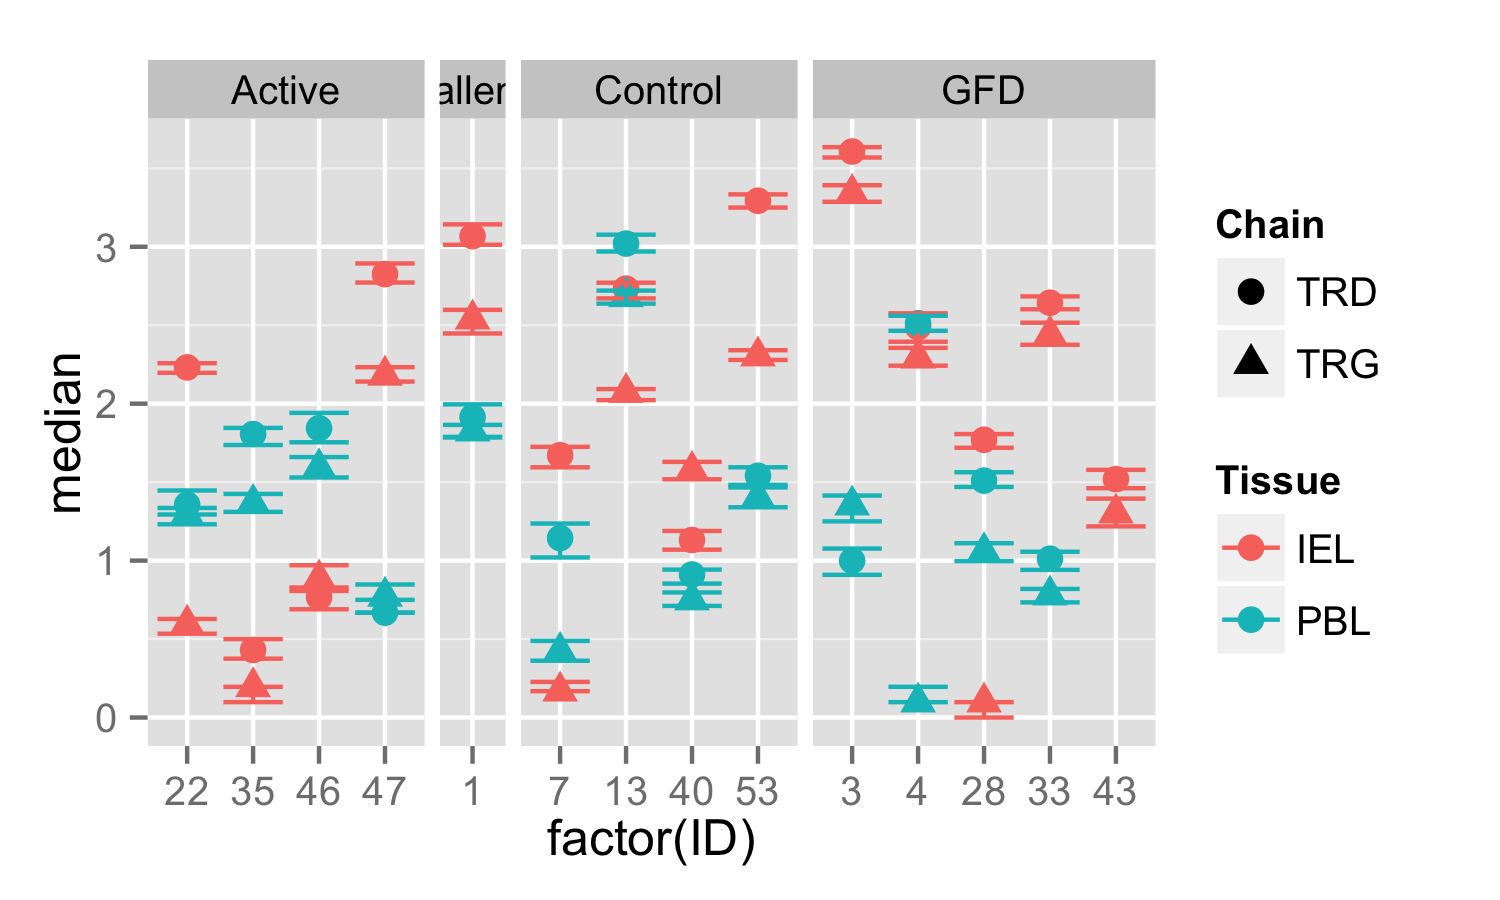 Active
aller
Control
GFD
median
3
2
1
0
22 35 46 47 1 7 13 40 53 3 4 28 33 43
factor(ID)
Chain
TRD
TRG
Tissue
IEL
PBL